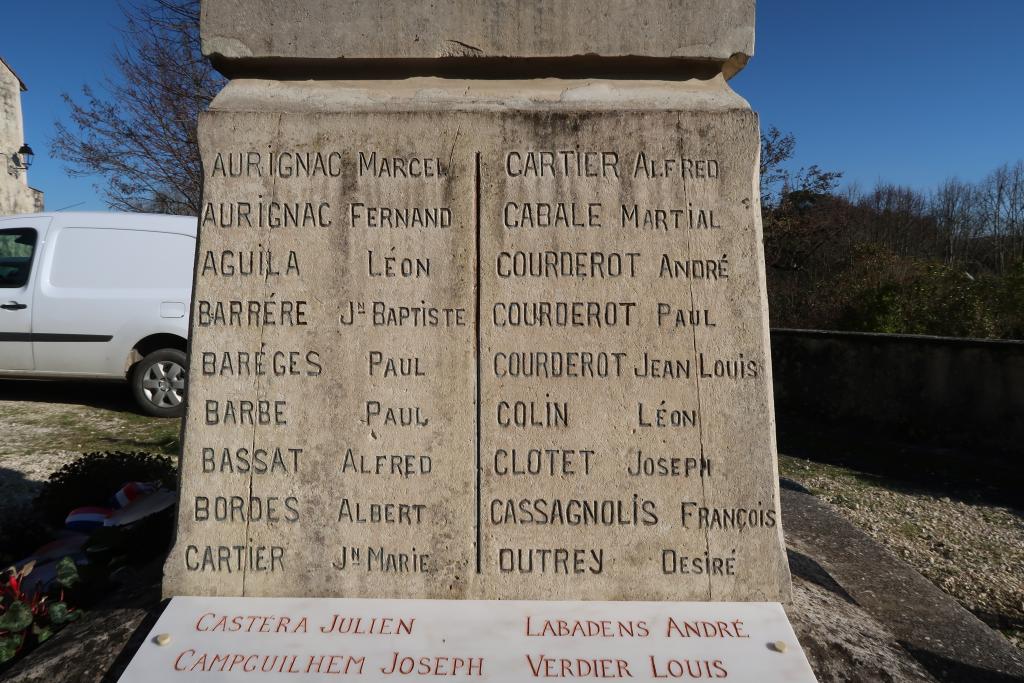 AURIGNAC MARCEL
AURIGNAC FERNAND
AGUILA LÉON
BARRÉRE JN BAPTISTE
BARÉGES PAUL
BARBE PAUL
BASSAT ALFRED
BORDES ALBERT
CARTIER JN MARIE
CARTIER ALFRED
CABALE MARTIAL
COURDEROT ANDRÉ
COURDEROT PAUL
COURDEROT JEAN LOUIS
COLIN LÉON
CLOTET JOSEPH
CASSAGNOLIS FRANÇOIS
DUTREY DESIRÉ
CASTÉRA JULIEN
CAMPGUILHEM JOSEPH
LABADENS ANDRÉ
VERDIER LOUIS